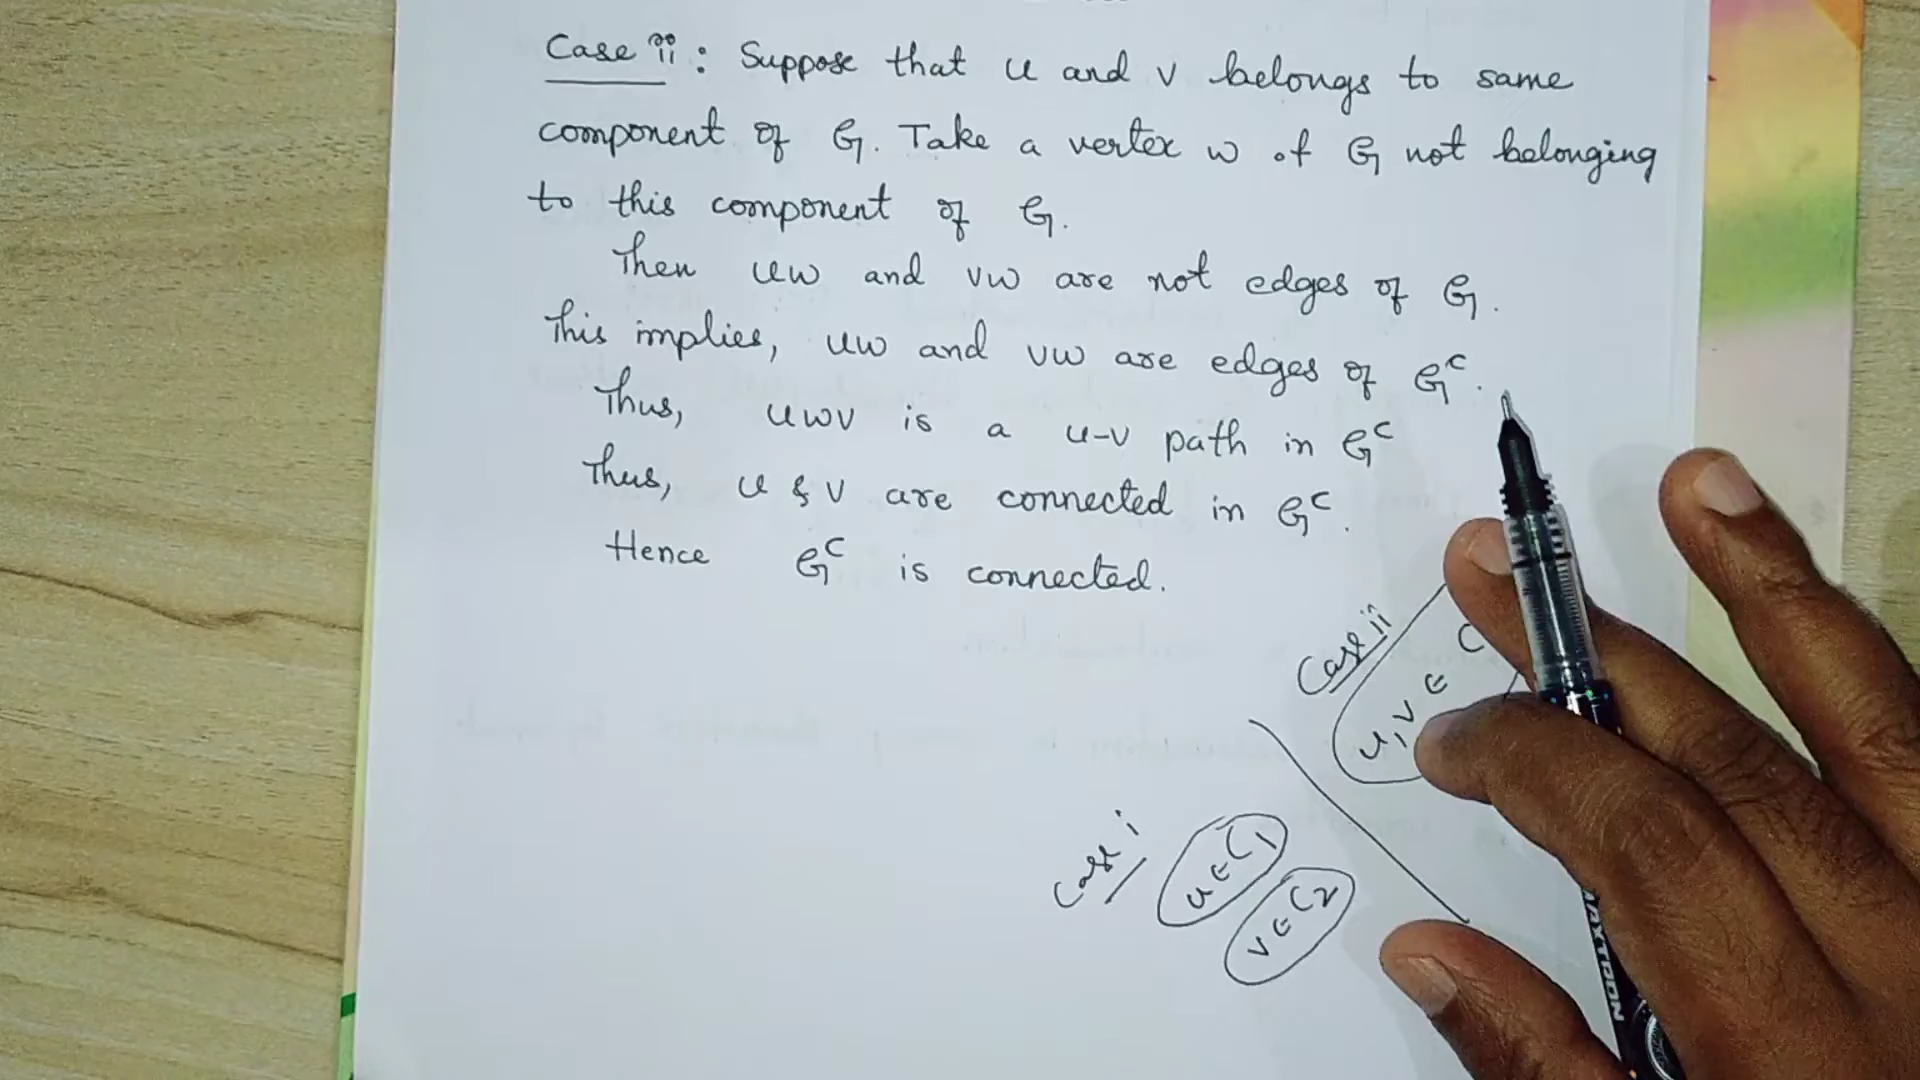 Case ii : Suppose that u and v belongs to same
component of G. Take a vertex w of G not belonging
to this component of G.
Then uw and vw are not edges of G.
This implies, uw and vw are edges of G^c.
Thus, uwv is a u-v path in G^c
Thus, u & v are connected in G^c.
Hence G^c is connected.
Case ii
u, v ∈ C
Case i
u ∈ C1
v ∈ C2